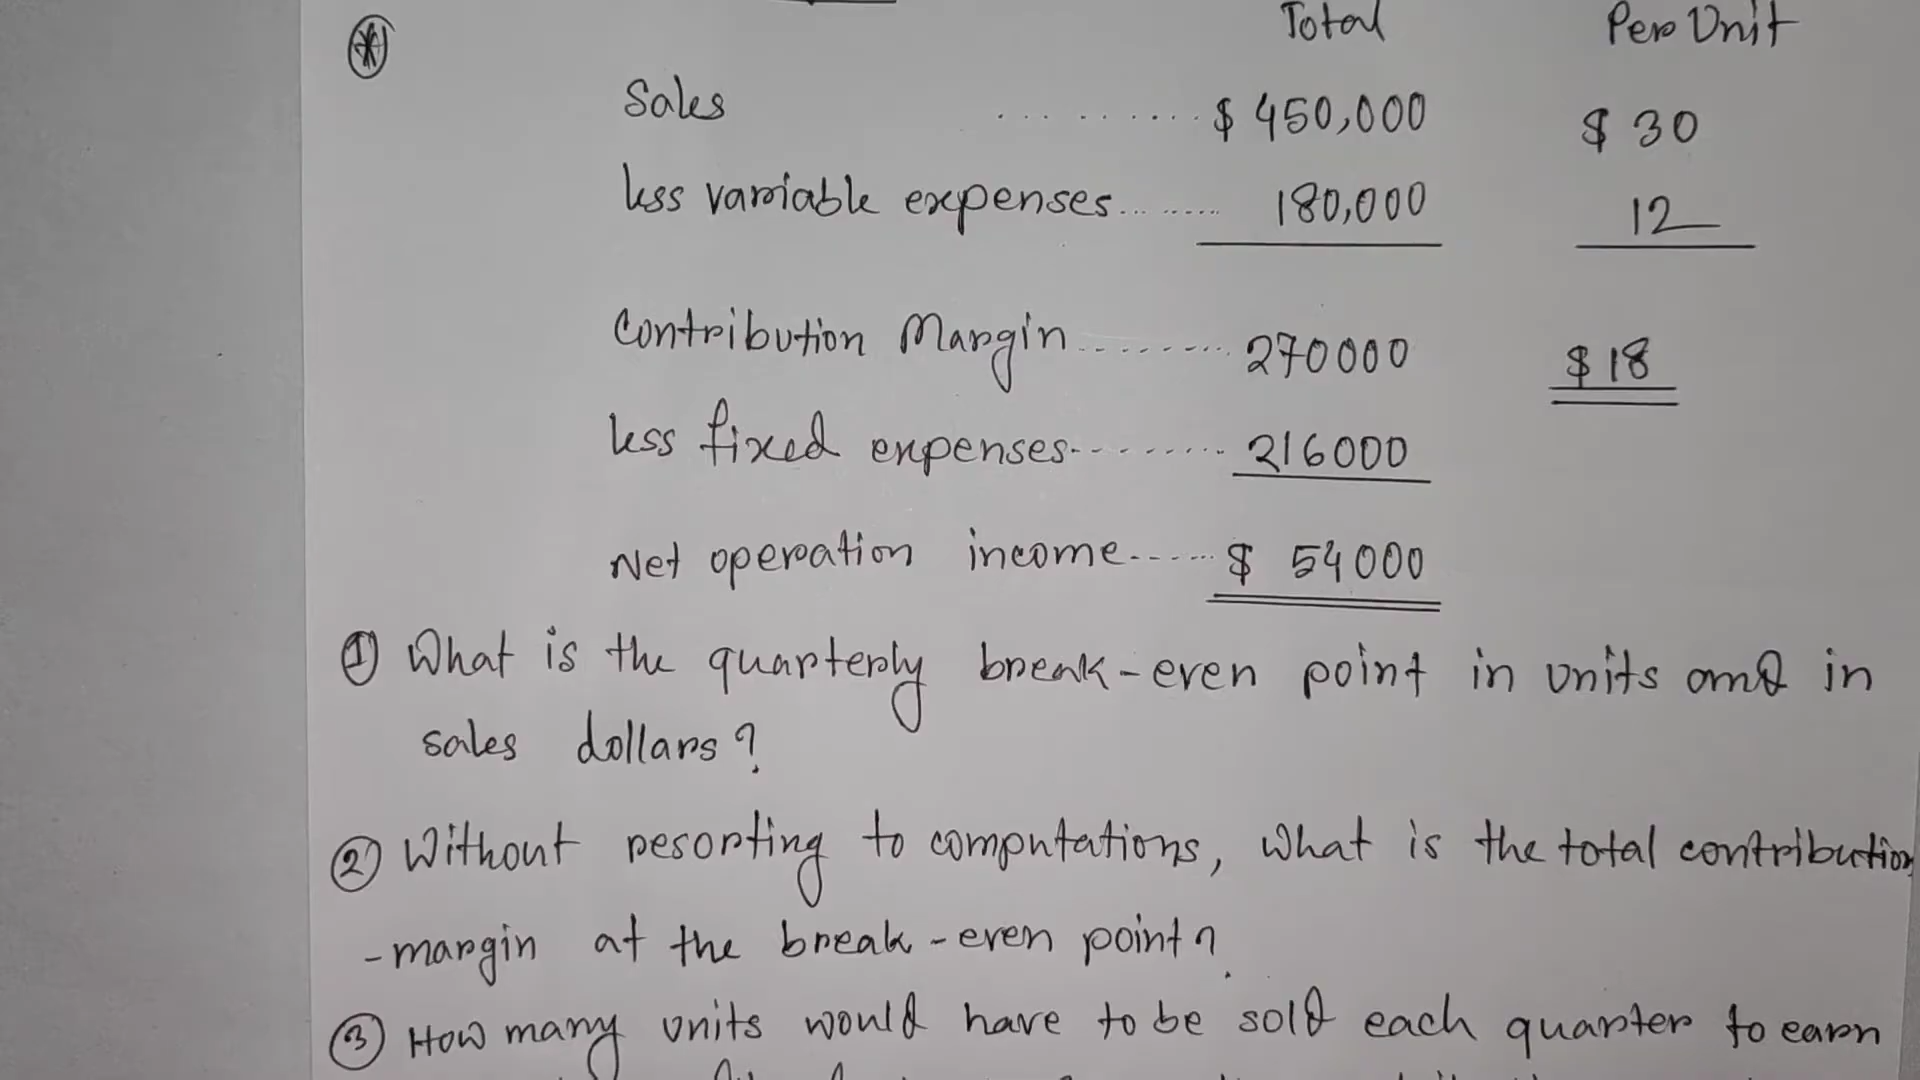 Total Per Unit
Sales .......... $ 450,000 $ 30
less variable expenses.......... 180,000 12
Contribution Margin.......... 270000 $ 18
less fixed expenses.......... 216000
Net operation income.......... $ 54000
① What is the quarterly break-even point in units and in
sales dollars?
② Without resorting to computations, what is the total contribution
-margin at the break-even point?
③ How many units would have to be sold each quarter to earn